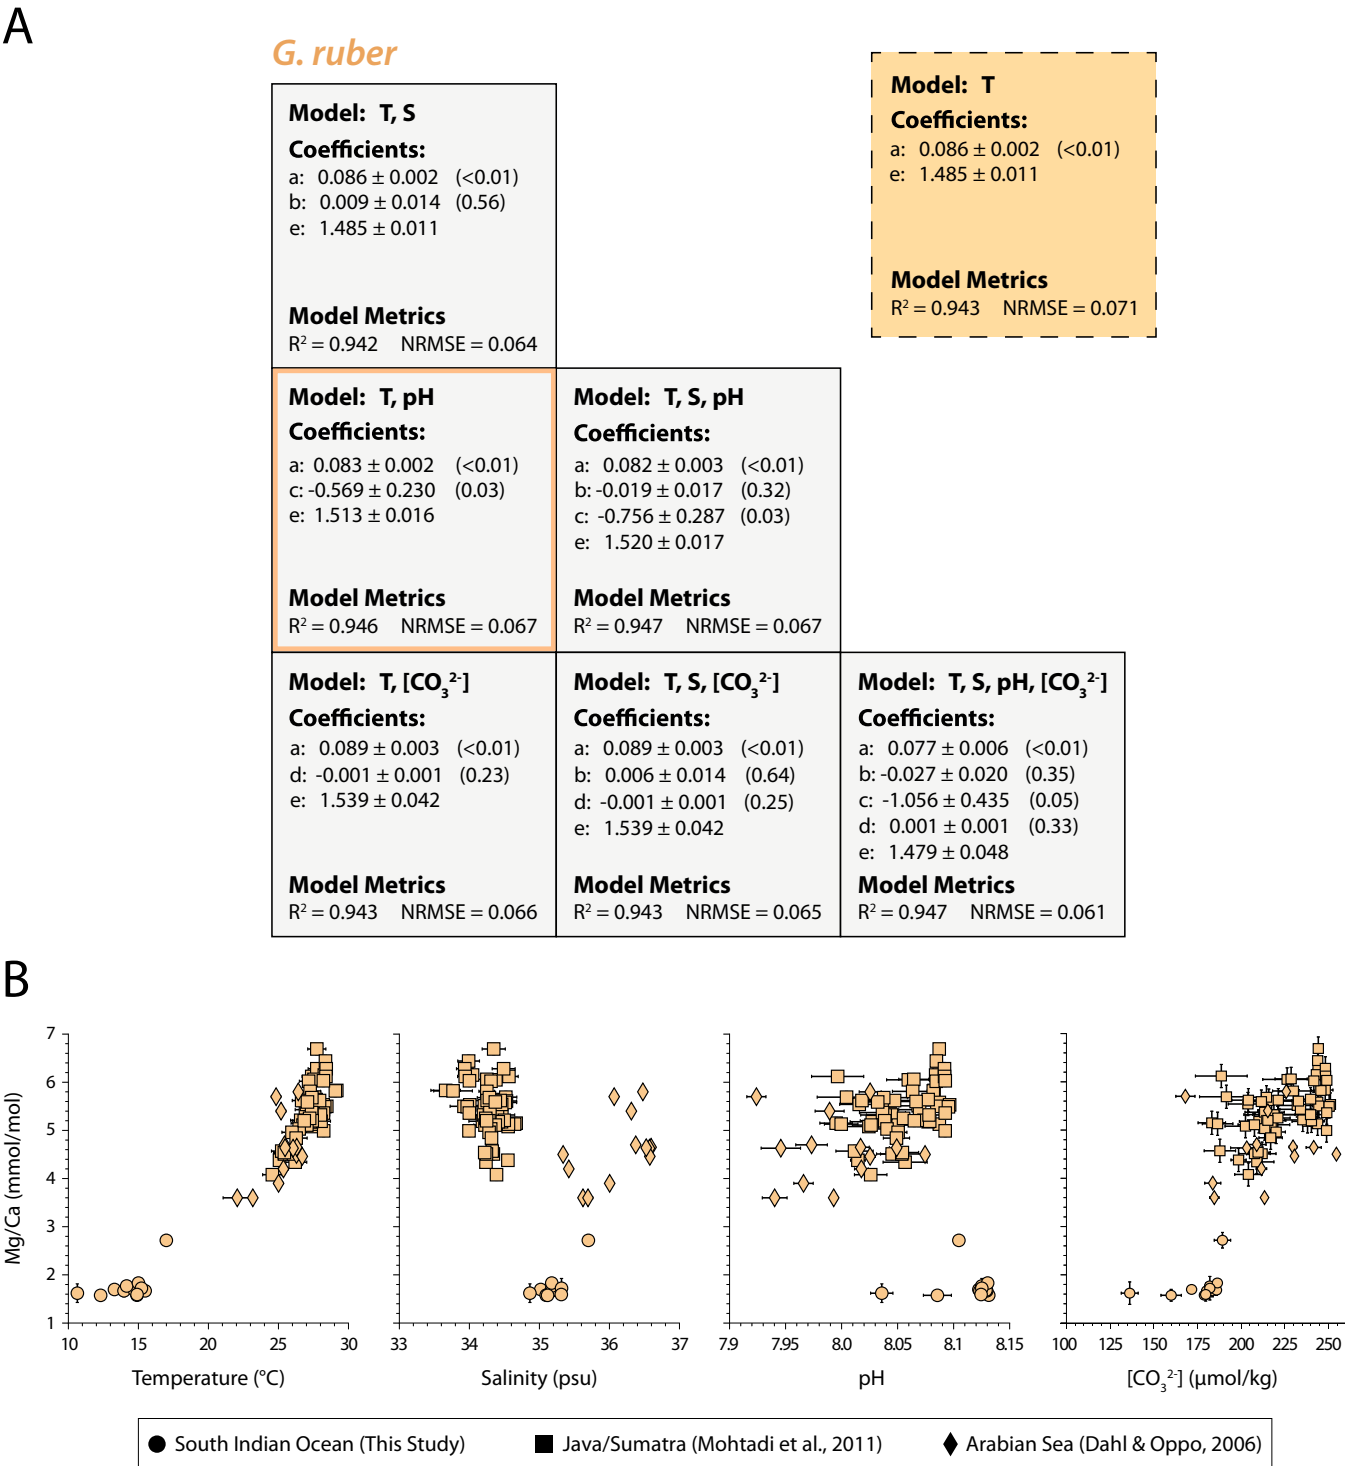 A
G. ruber
Model: T, S
Coefficients:
a: 0.086 ± 0.002 (<0.01)
b: 0.009 ± 0.014 (0.56)
e: 1.485 ± 0.011
Model Metrics
R² = 0.942 NRMSE = 0.064
Model: T
Coefficients:
a: 0.086 ± 0.002 (<0.01)
e: 1.485 ± 0.011
Model Metrics
R² = 0.943 NRMSE = 0.071
Model: T, pH
Coefficients:
a: 0.083 ± 0.002 (<0.01)
c: -0.569 ± 0.230 (0.03)
e: 1.513 ± 0.016
Model Metrics
R² = 0.946 NRMSE = 0.067
Model: T, S, pH
Coefficients:
a: 0.082 ± 0.003 (<0.01)
b: -0.019 ± 0.017 (0.32)
c: -0.756 ± 0.287 (0.03)
e: 1.520 ± 0.017
Model Metrics
R² = 0.947 NRMSE = 0.067
Model: T, [CO₃²⁻]
Coefficients:
a: 0.089 ± 0.003 (<0.01)
d: -0.001 ± 0.001 (0.23)
e: 1.539 ± 0.042
Model Metrics
R² = 0.943 NRMSE = 0.066
Model: T, S, [CO₃²⁻]
Coefficients:
a: 0.089 ± 0.003 (<0.01)
b: 0.006 ± 0.014 (0.64)
d: -0.001 ± 0.001 (0.25)
e: 1.539 ± 0.042
Model Metrics
R² = 0.943 NRMSE = 0.065
Model: T, S, pH, [CO₃²⁻]
Coefficients:
a: 0.077 ± 0.006 (<0.01)
b: -0.027 ± 0.020 (0.35)
c: -1.056 ± 0.435 (0.05)
d: 0.001 ± 0.001 (0.33)
e: 1.479 ± 0.048
Model Metrics
R² = 0.947 NRMSE = 0.061
B
Mg/Ca (mmol/mol)
7
6
5
4
3
2
1
10 15 20 25 30
Temperature (°C)
33 34 35 36 37
Salinity (psu)
7.9 7.95 8.0 8.05 8.1 8.15
pH
100 125 150 175 200 225 250
[CO₃²⁻] (μmol/kg)
South Indian Ocean (This Study)
Java/Sumatra (Mohtadi et al., 2011)
Arabian Sea (Dahl & Oppo, 2006)